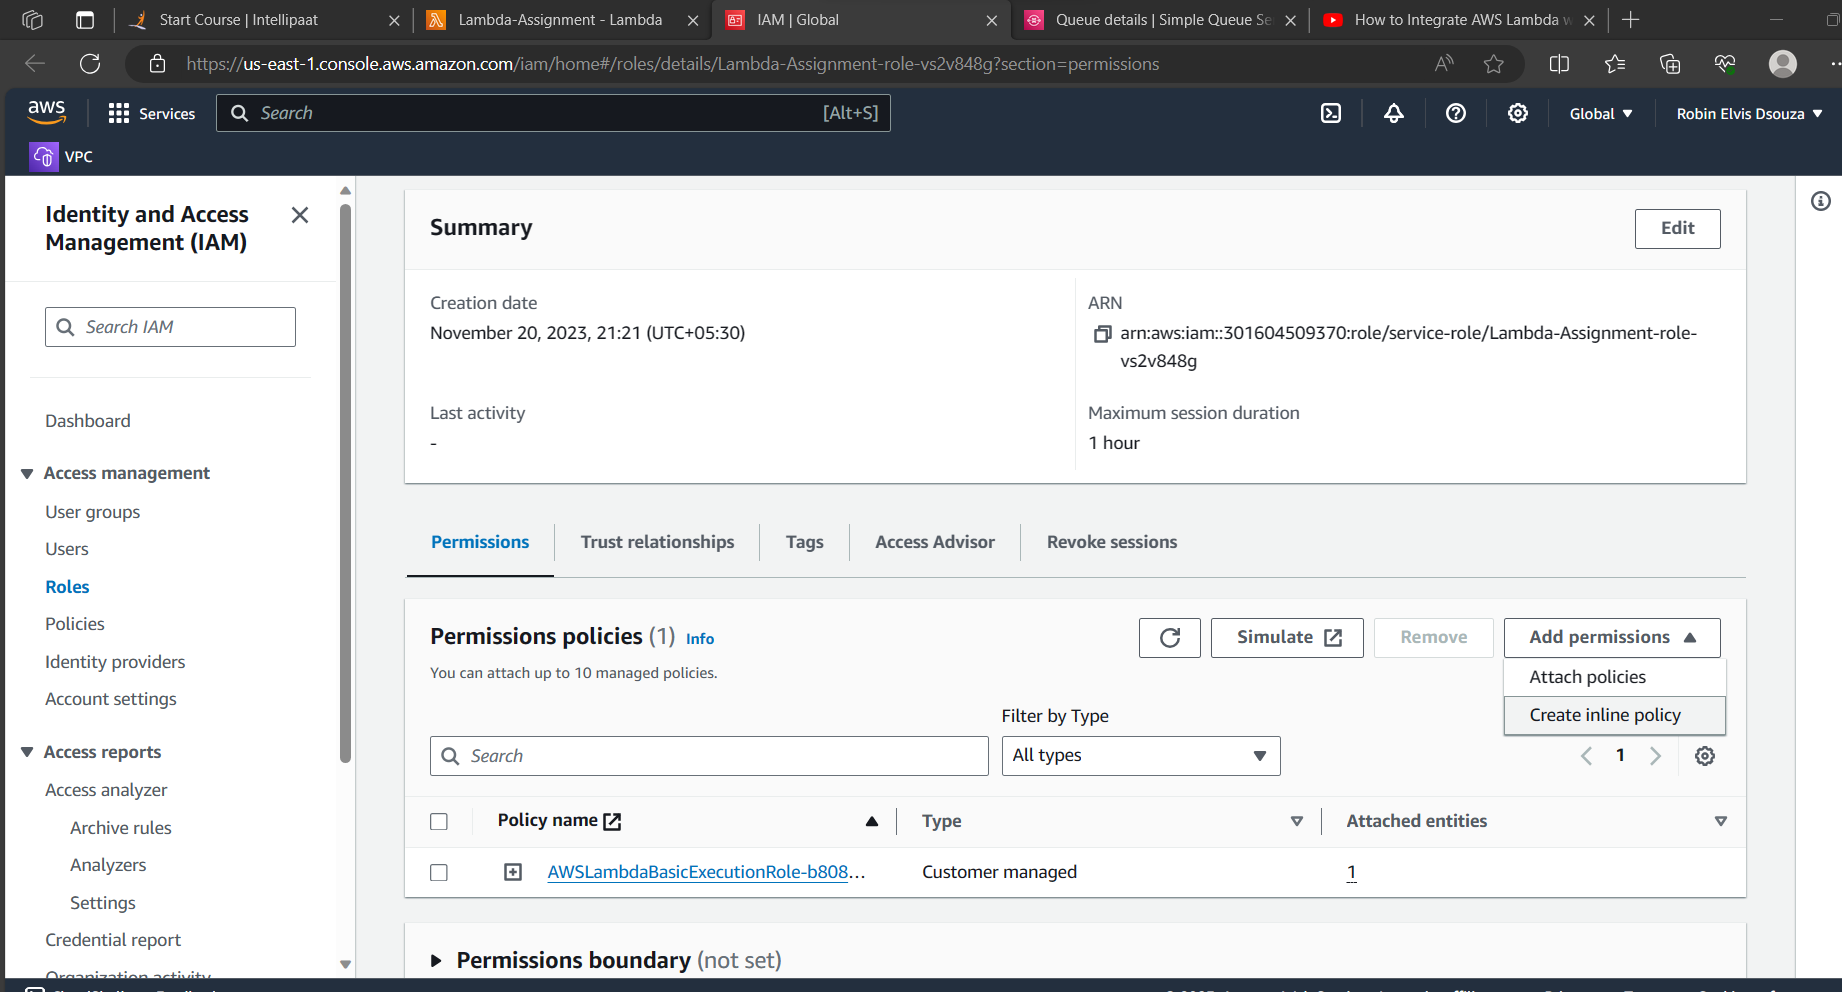 Start Course | Intellipaat
Lambda-Assignment - Lambda
IAM | Global
Queue details | Simple Queue Se
How to Integrate AWS Lambda w
https://us-east-1.console.aws.amazon.com/iam/home#/roles/details/Lambda-Assignment-role-vs2v848g?section=permissions
aws
Services
Search
[Alt+S]
Global
Robin Elvis Dsouza
VPC
Identity and Access
Management (IAM)
Search IAM
Dashboard
Access management
User groups
Users
Roles
Policies
Identity providers
Account settings
Access reports
Access analyzer
Archive rules
Analyzers
Settings
Credential report
Organization activity
Summary
Edit
Creation date
November 20, 2023, 21:21 (UTC+05:30)
ARN
arn:aws:iam::301604509370:role/service-role/Lambda-Assignment-role-
vs2v848g
Last activity
-
Maximum session duration
1 hour
Permissions
Trust relationships
Tags
Access Advisor
Revoke sessions
Permissions policies (1) Info
You can attach up to 10 managed policies.
Simulate
Remove
Add permissions
Attach policies
Create inline policy
Filter by Type
Search
All types
1
Policy name
Type
Attached entities
AWSLambdaBasicExecutionRole-b808...
Customer managed
1
Permissions boundary (not set)